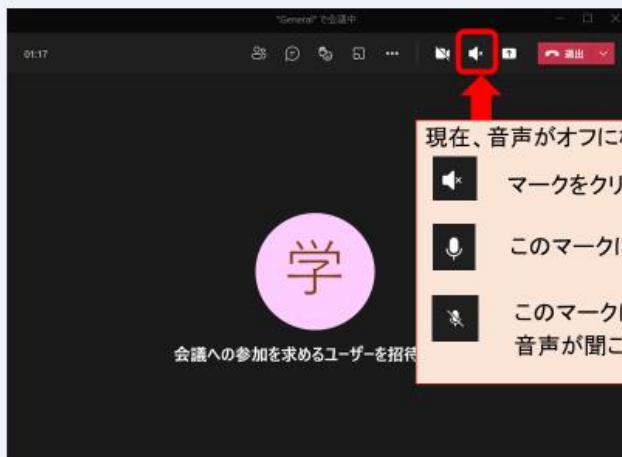 "General" で会議中
01:17
退出
現在、音声がオフに
マークをクリ
このマークに
学
このマークに
会議への参加を求めるユーザーを招待
音声が聞こ